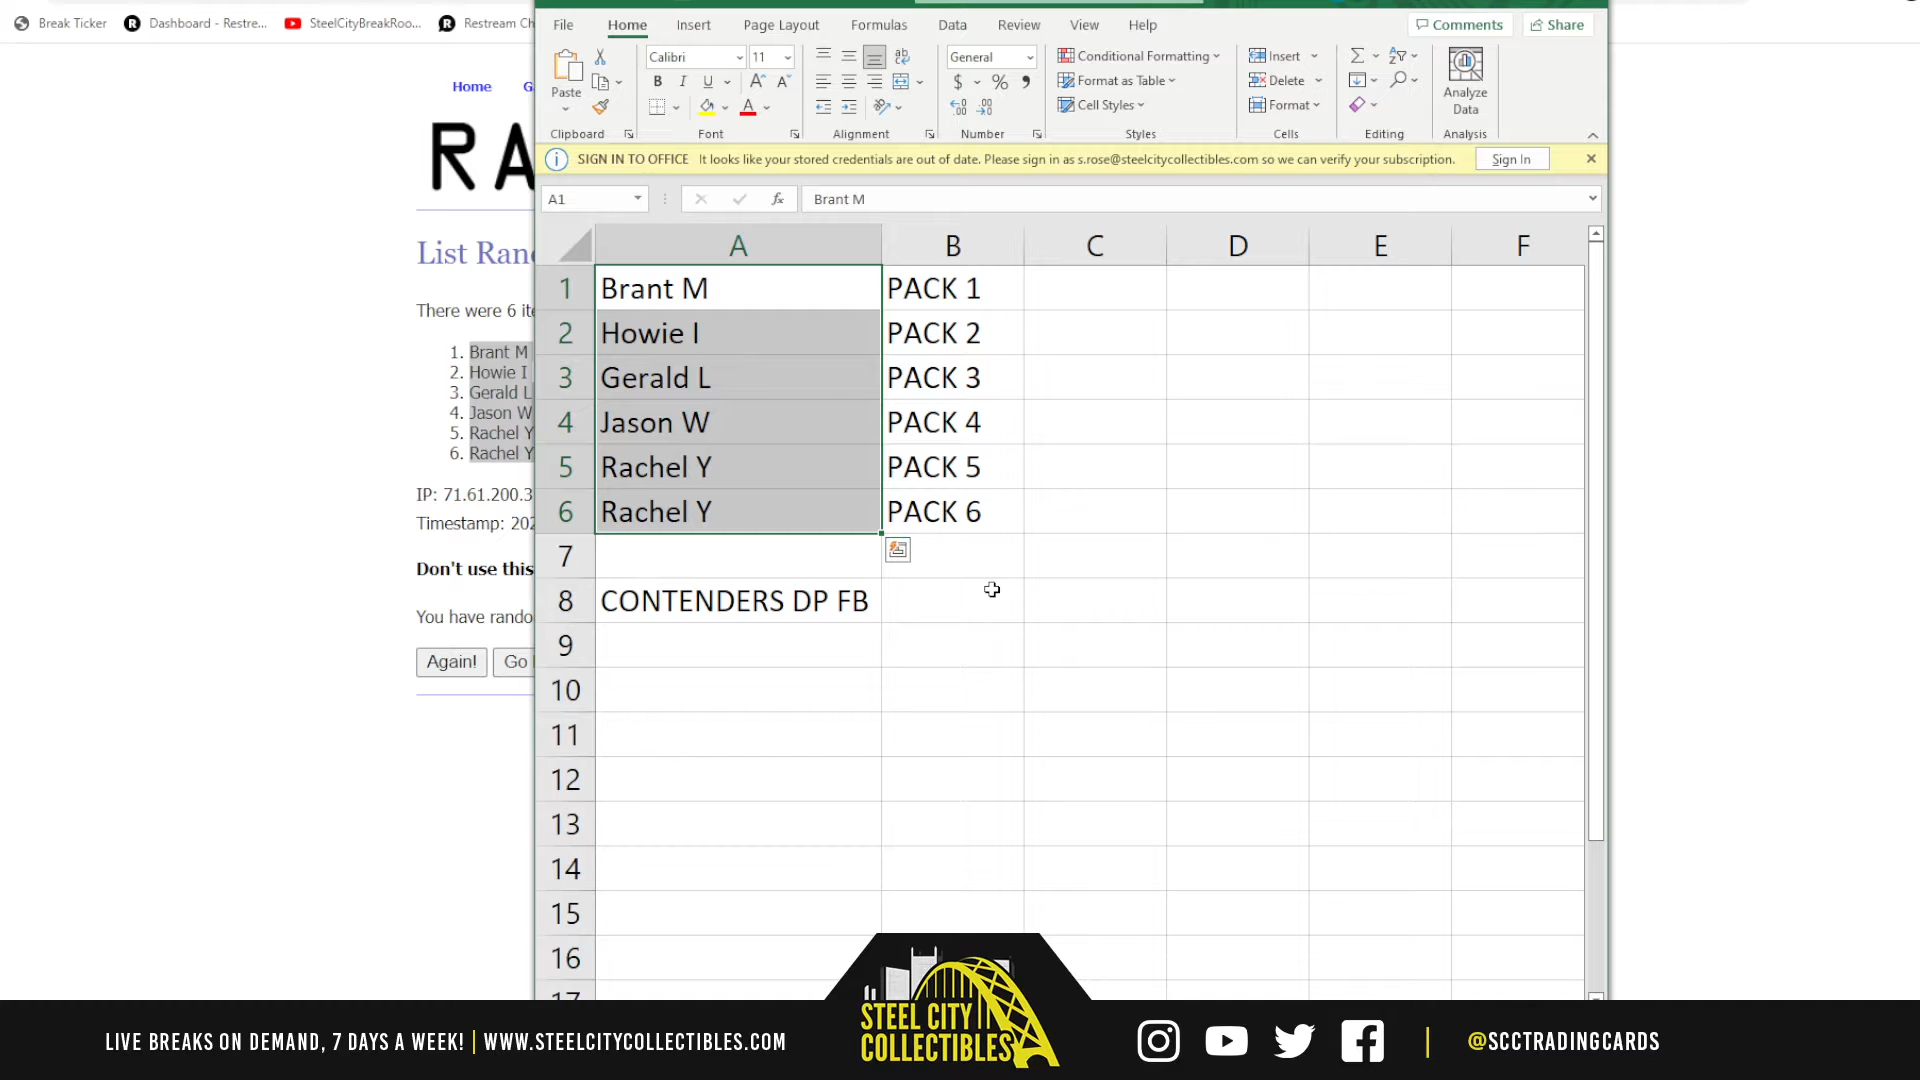 Break Ticker
Dashboard - Restre...
SteelCityBreakRoo...
Restream Ch
File Home Insert Page Layout Formulas Data Review View Help
Comments Share
Paste
Calibri 11
General
Conditional Formatting
Format as Table
Cell Styles
Insert
Delete
Format
Analyze Data
Clipboard Font Alignment Number Styles Cells Editing Analysis
SIGN IN TO OFFICE It looks like your stored credentials are out of date. Please sign in as s.rose@steelcitycollectibles.com so we can verify your subscription. Sign In
A1 fx Brant M
Home
RA
List Ran
There were 6 ite
1. Brant M
2. Howie I
3. Gerald L
4. Jason W
5. Rachel Y
6. Rachel Y
IP: 71.61.200.3
Timestamp: 202
Don't use this
You have rando
Again! Go
A B C D E F
1 Brant M PACK 1
2 Howie I PACK 2
3 Gerald L PACK 3
4 Jason W PACK 4
5 Rachel Y PACK 5
6 Rachel Y PACK 6
7
8 CONTENDERS DP FB
9
10
11
12
13
14
15
16
17
LIVE BREAKS ON DEMAND, 7 DAYS A WEEK! | WWW.STEELCITYCOLLECTIBLES.COM
STEEL CITY
COLLECTIBLES
@SCCTRADINGCARDS